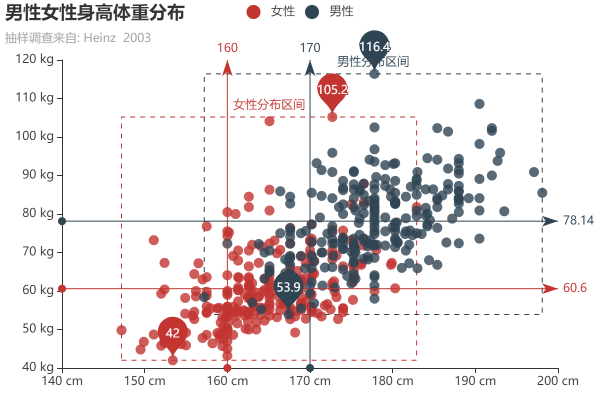 男性女性身高体重分布
女性 男性
抽样调查来自: Heinz  2003
160
170
116.4
男性分布区间
120 kg
105.2
女性分布区间
110 kg
100 kg
90 kg
80 kg
78.14
70 kg
60 kg
53.9
60.6
50 kg
42
40 kg
140 cm
150 cm
160 cm
170 cm
180 cm
190 cm
200 cm